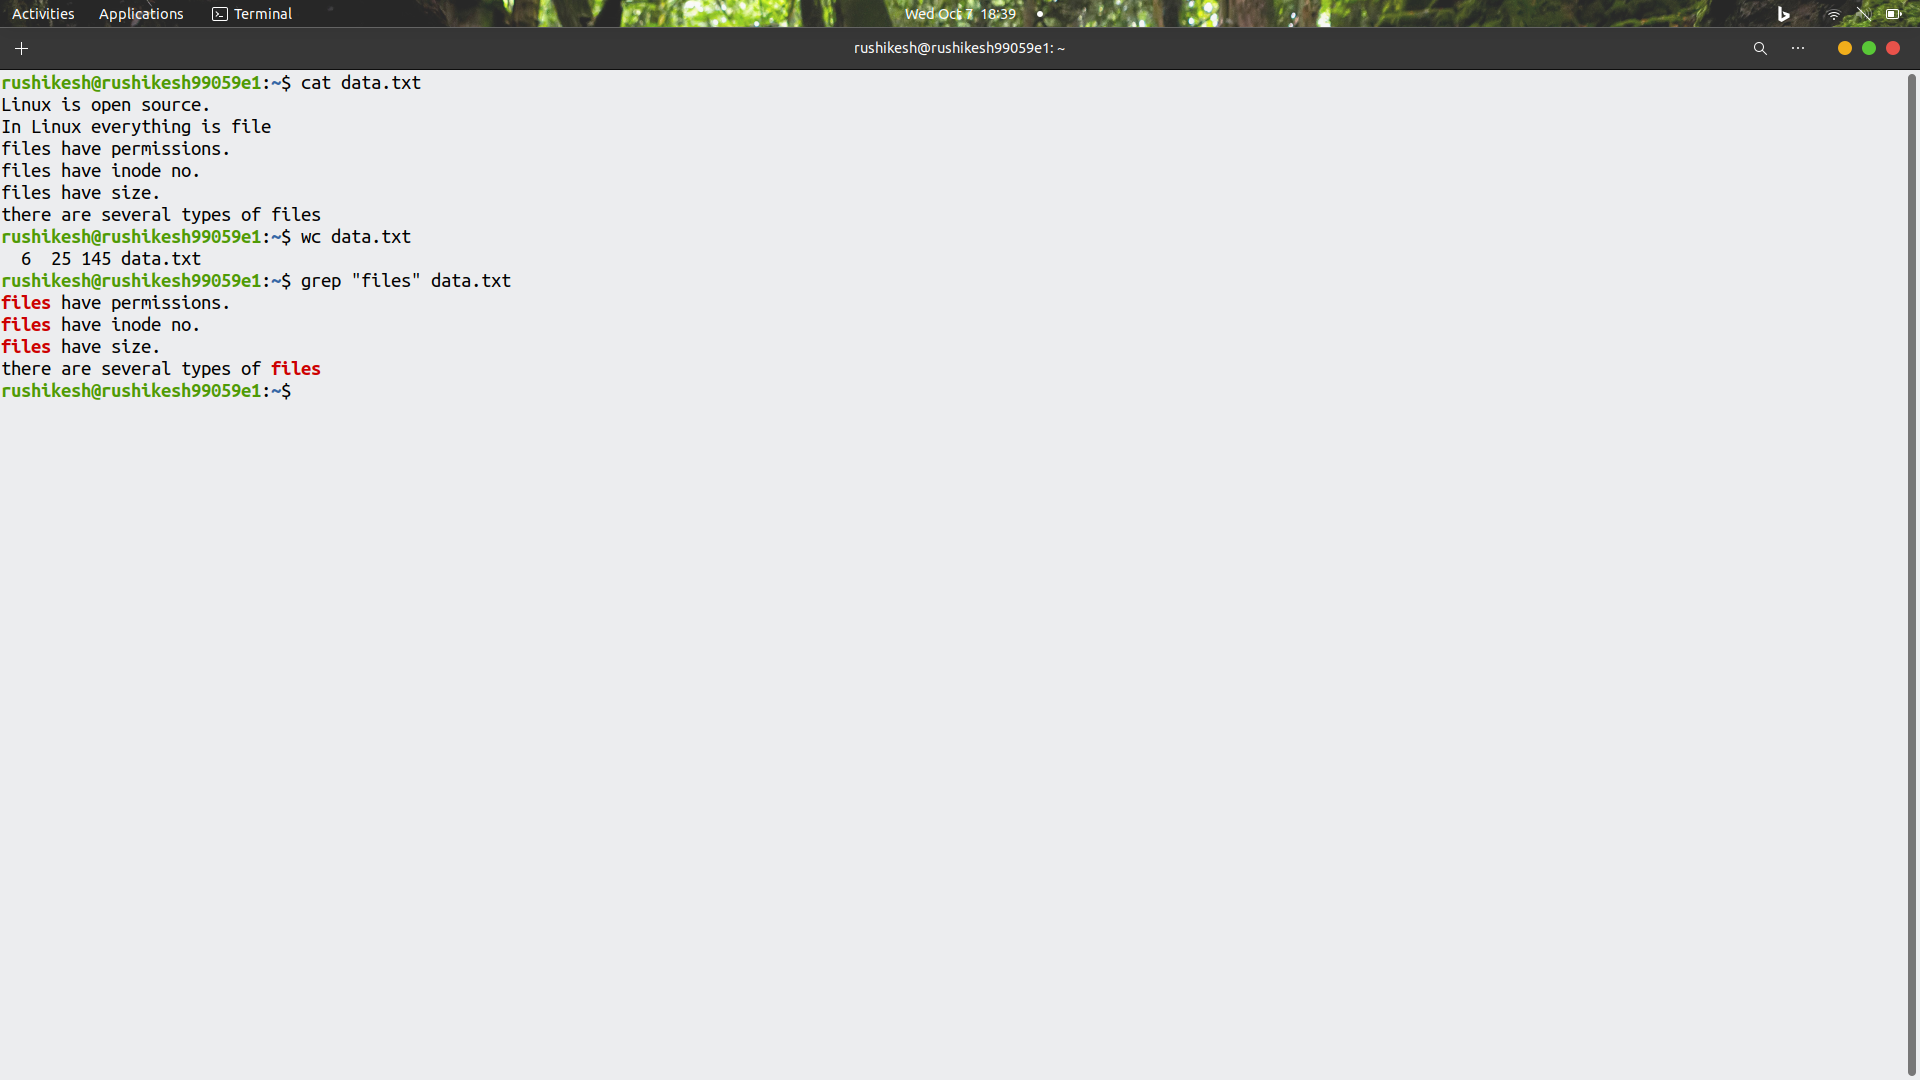 Activities Applications Terminal Wed Oct 7 18:39
rushikesh@rushikesh99059e1: ~
rushikesh@rushikesh99059e1:~$ cat data.txt
Linux is open source.
In Linux everything is file
files have permissions.
files have inode no.
files have size.
there are several types of files
rushikesh@rushikesh99059e1:~$ wc data.txt
  6  25 145 data.txt
rushikesh@rushikesh99059e1:~$ grep "files" data.txt
files have permissions.
files have inode no.
files have size.
there are several types of files
rushikesh@rushikesh99059e1:~$